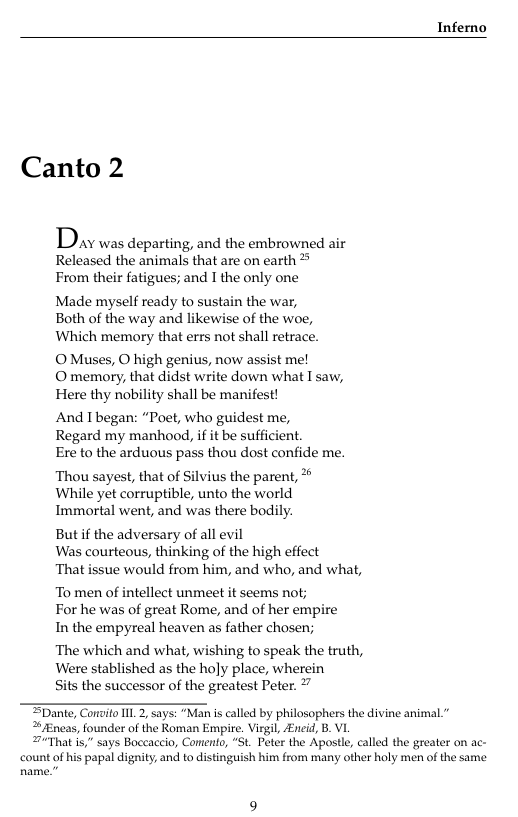 Inferno
Canto 2
DAY was departing, and the embrowned air
Released the animals that are on earth 25
From their fatigues; and I the only one
Made myself ready to sustain the war,
Both of the way and likewise of the woe,
Which memory that errs not shall retrace.
O Muses, O high genius, now assist me!
O memory, that didst write down what I saw,
Here thy nobility shall be manifest!
And I began: “Poet, who guidest me,
Regard my manhood, if it be sufficient.
Ere to the arduous pass thou dost confide me.
Thou sayest, that of Silvius the parent, 26
While yet corruptible, unto the world
Immortal went, and was there bodily.
But if the adversary of all evil
Was courteous, thinking of the high effect
That issue would from him, and who, and what,
To men of intellect unmeet it seems not;
For he was of great Rome, and of her empire
In the empyreal heaven as father chosen;
The which and what, wishing to speak the truth,
Were stablished as the ho]y place, wherein
Sits the successor of the greatest Peter. 27
25Dante, Convito III. 2, says: “Man is called by philosophers the divine animal.”
26Æneas, founder of the Roman Empire. Virgil, Æneid, B. VI.
27“That is,” says Boccaccio, Comento, “St. Peter the Apostle, called the greater on ac-
count of his papal dignity, and to distinguish him from many other holy men of the same
name.”
9